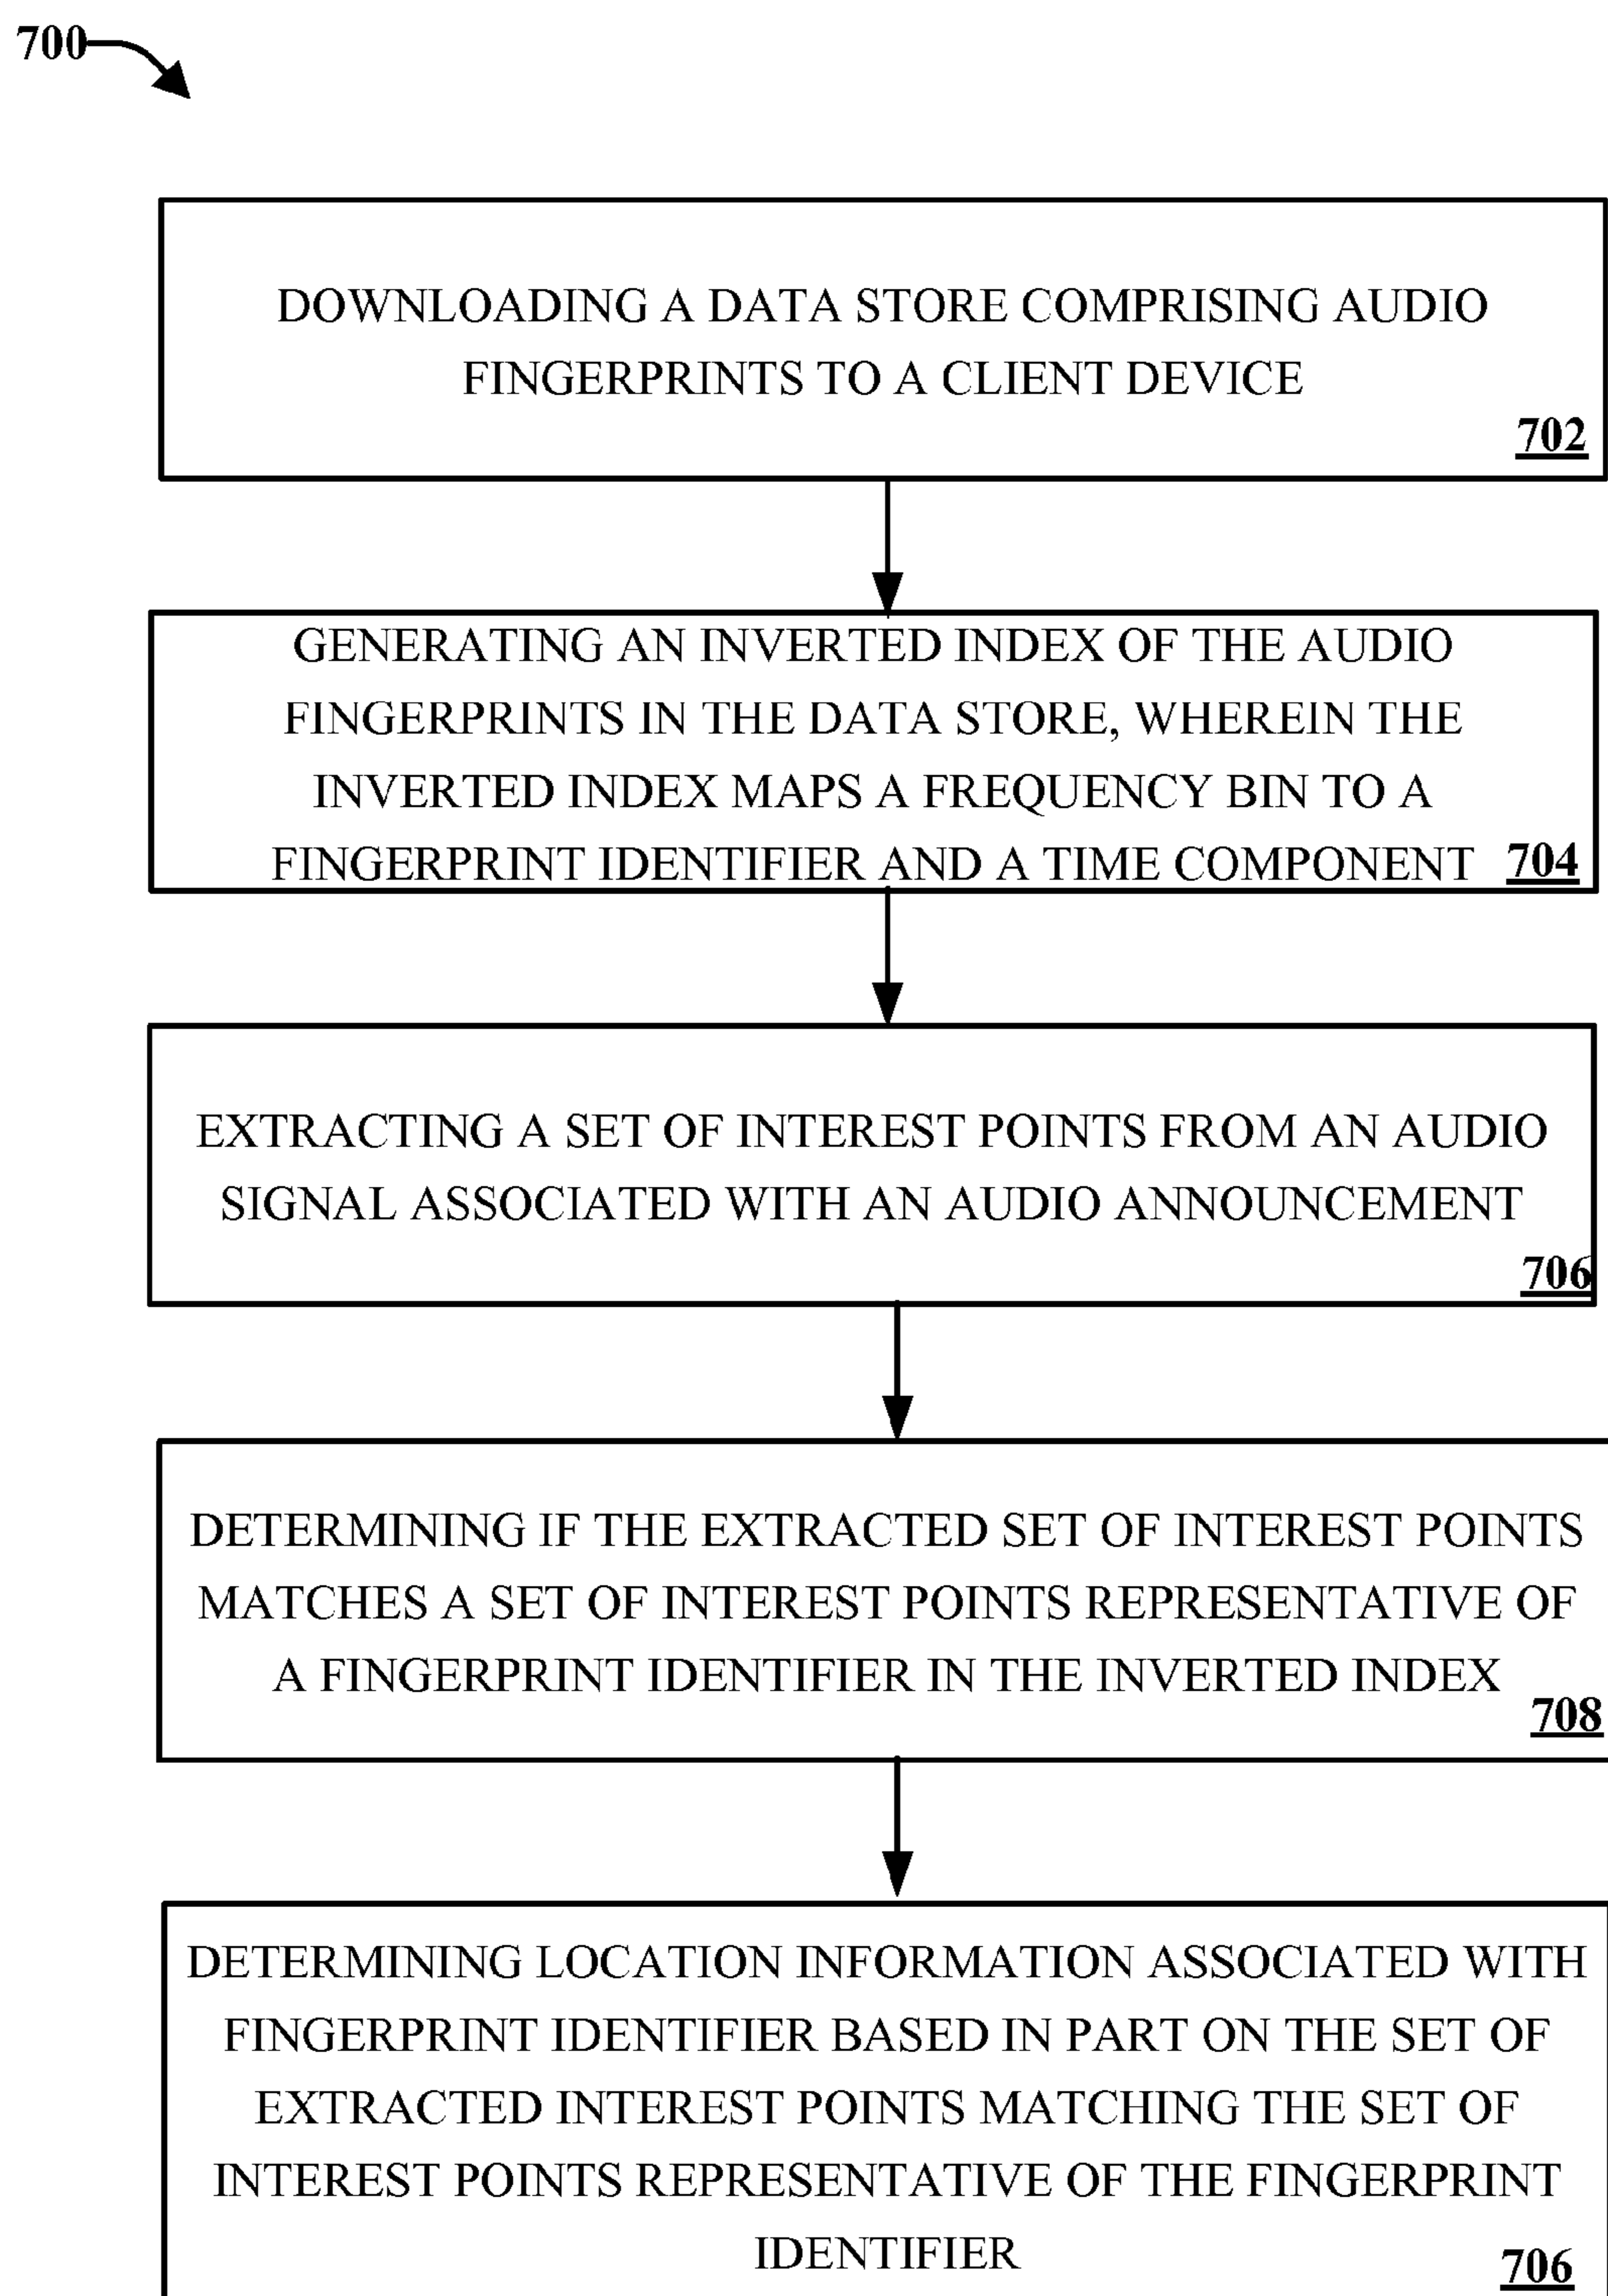 700
DOWNLOADING A DATA STORE COMPRISING AUDIO
FINGERPRINTS TO A CLIENT DEVICE
702
GENERATING AN INVERTED INDEX OF THE AUDIO
FINGERPRINTS IN THE DATA STORE, WHEREIN THE
INVERTED INDEX MAPS A FREQUENCY BIN TO A
FINGERPRINT IDENTIFIER AND A TIME COMPONENT 704
EXTRACTING A SET OF INTEREST POINTS FROM AN AUDIO
SIGNAL ASSOCIATED WITH AN AUDIO ANNOUNCEMENT
706
DETERMINING IF THE EXTRACTED SET OF INTEREST POINTS
MATCHES A SET OF INTEREST POINTS REPRESENTATIVE OF
A FINGERPRINT IDENTIFIER IN THE INVERTED INDEX
708
DETERMINING LOCATION INFORMATION ASSOCIATED WITH
FINGERPRINT IDENTIFIER BASED IN PART ON THE SET OF
EXTRACTED INTEREST POINTS MATCHING THE SET OF
INTEREST POINTS REPRESENTATIVE OF THE FINGERPRINT
IDENTIFIER
706